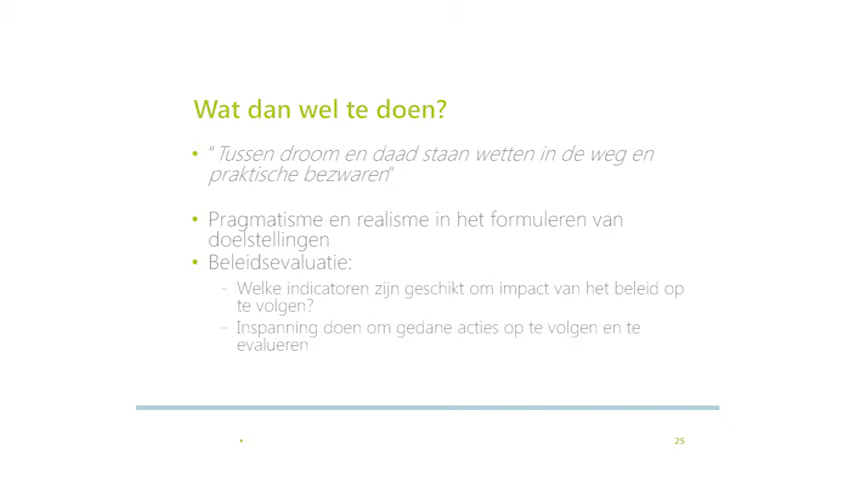 Wat dan wel te doen?
• "Tussen droom en daad staan wetten in de weg en
praktische bezwaren"
• Pragmatisme en realisme in het formuleren van
doelstellingen
• Beleidsevaluatie:
– Welke indicatoren zijn geschikt om impact van het beleid op
te volgen?
– Inspanning doen om gedane acties op te volgen en te
evalueren
• 25